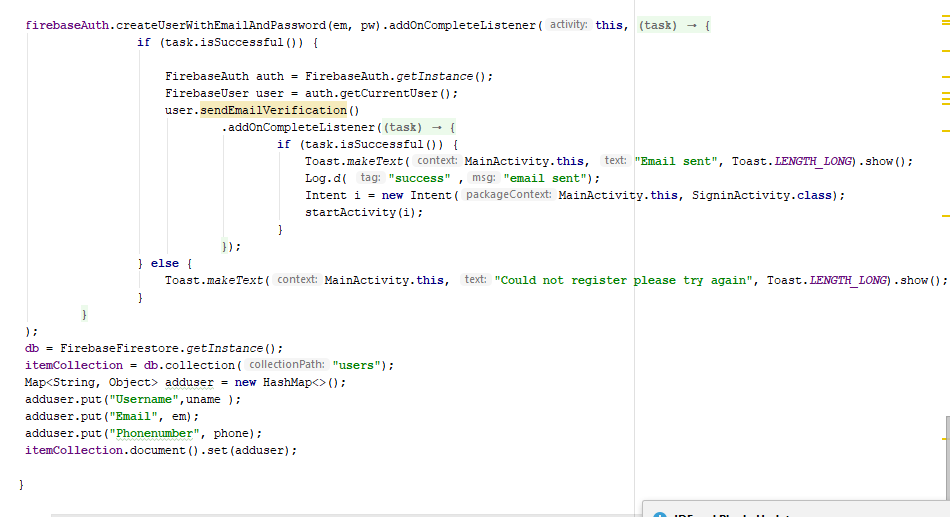 firebaseAuth.createUserWithEmailAndPassword(em, pw).addOnCompleteListener( activity: this, (task) → {
if (task.isSuccessful()) {
FirebaseAuth auth = FirebaseAuth.getInstance();
FirebaseUser user = auth.getCurrentUser();
user.sendEmailVerification()
.addOnCompleteListener((task) → {
if (task.isSuccessful()) {
Toast.makeText( context: MainActivity.this, text: "Email sent", Toast.LENGTH_LONG).show();
Log.d( tag: "success" , msg: "email sent");
Intent i = new Intent( packageContext: MainActivity.this, SigninActivity.class);
startActivity(i);
}
});
} else {
Toast.makeText( context: MainActivity.this, text: "Could not register please try again", Toast.LENGTH_LONG).show();
}
}
);
db = FirebaseFirestore.getInstance();
itemCollection = db.collection( collectionPath: "users");
Map<String, Object> adduser = new HashMap<>();
adduser.put("Username",uname );
adduser.put("Email", em);
adduser.put("Phonenumber", phone);
itemCollection.document().set(adduser);
}